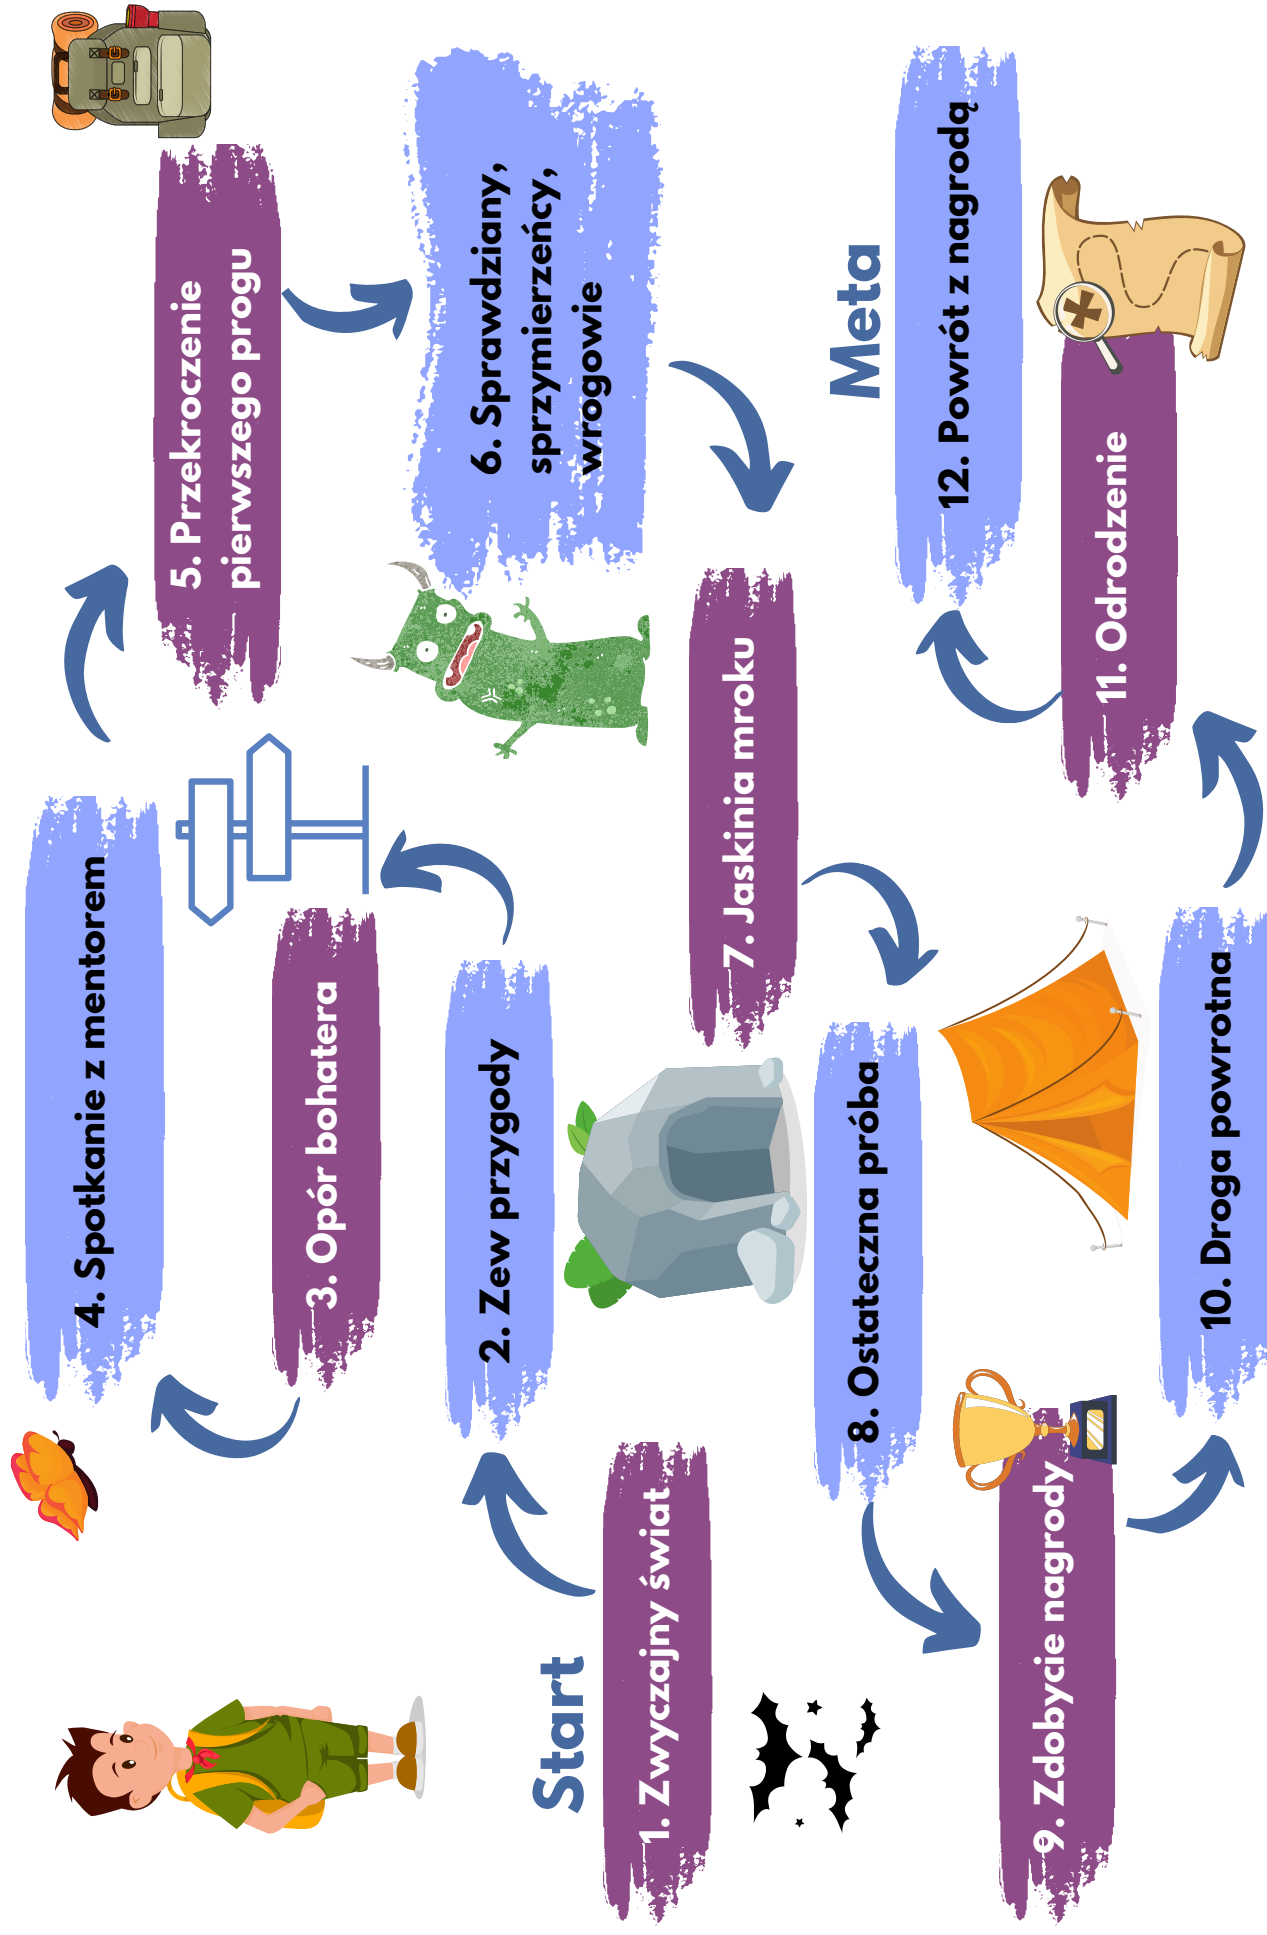 Start
1. Zwyczajny świat
2. Zew przygody
3. Opór bohatera
4. Spotkanie z mentorem
5. Przekroczenie
pierwszego progu
6. Sprawdziany,
sprzymierzeńcy,
wrogowie
7. Jaskinia mroku
8. Ostateczna próba
9. Zdobycie nagrody
10. Droga powrotna
11. Odrodzenie
12. Powrót z nagrodą
Meta